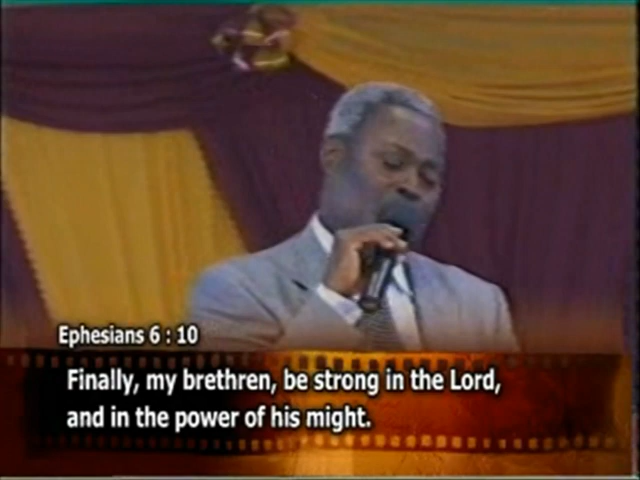 Ephesians 6 : 10
Finally, my brethren, be strong in the Lord,
and in the power of his might.